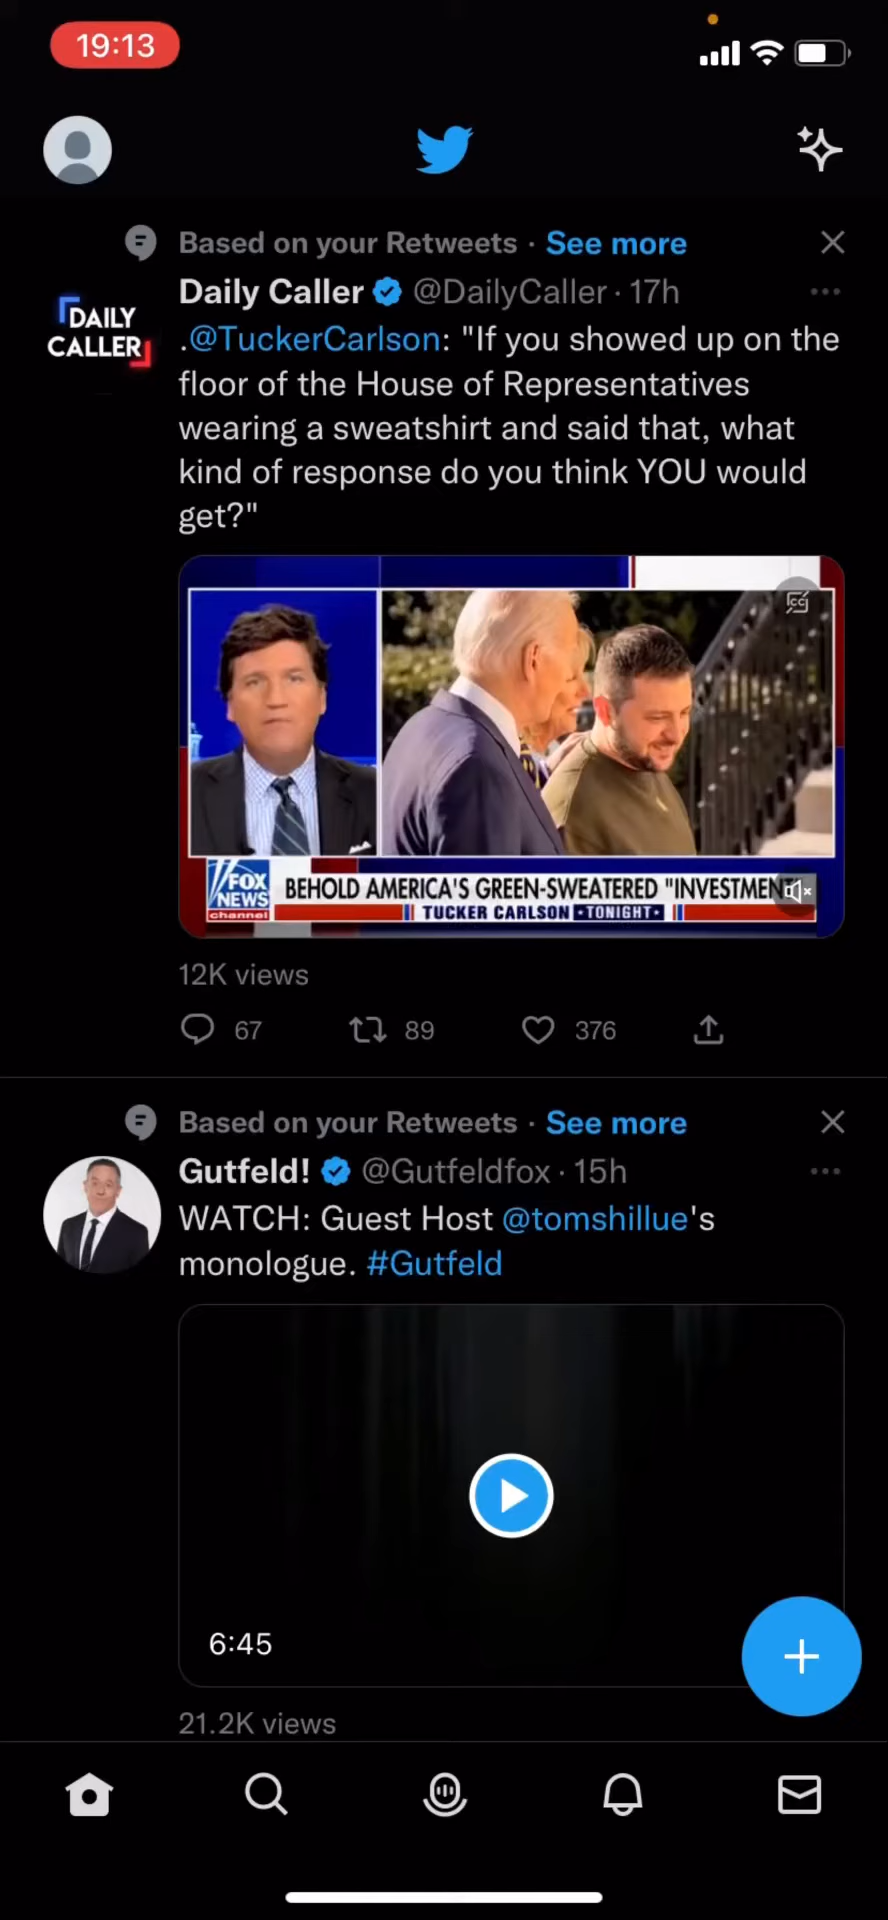 19:13
Based on your Retweets · See more
Daily Caller @DailyCaller · 17h
DAILY
CALLER
.@TuckerCarlson: "If you showed up on the
floor of the House of Representatives
wearing a sweatshirt and said that, what
kind of response do you think YOU would
get?"
CC
FOX
NEWS
channel
BEHOLD AMERICA'S GREEN-SWEATERED "INVESTMENT
TUCKER CARLSON TONIGHT
12K views
67 89 376
Based on your Retweets · See more
Gutfeld! @Gutfeldfox · 15h
WATCH: Guest Host @tomshillue's
monologue. #Gutfeld
6:45
21.2K views